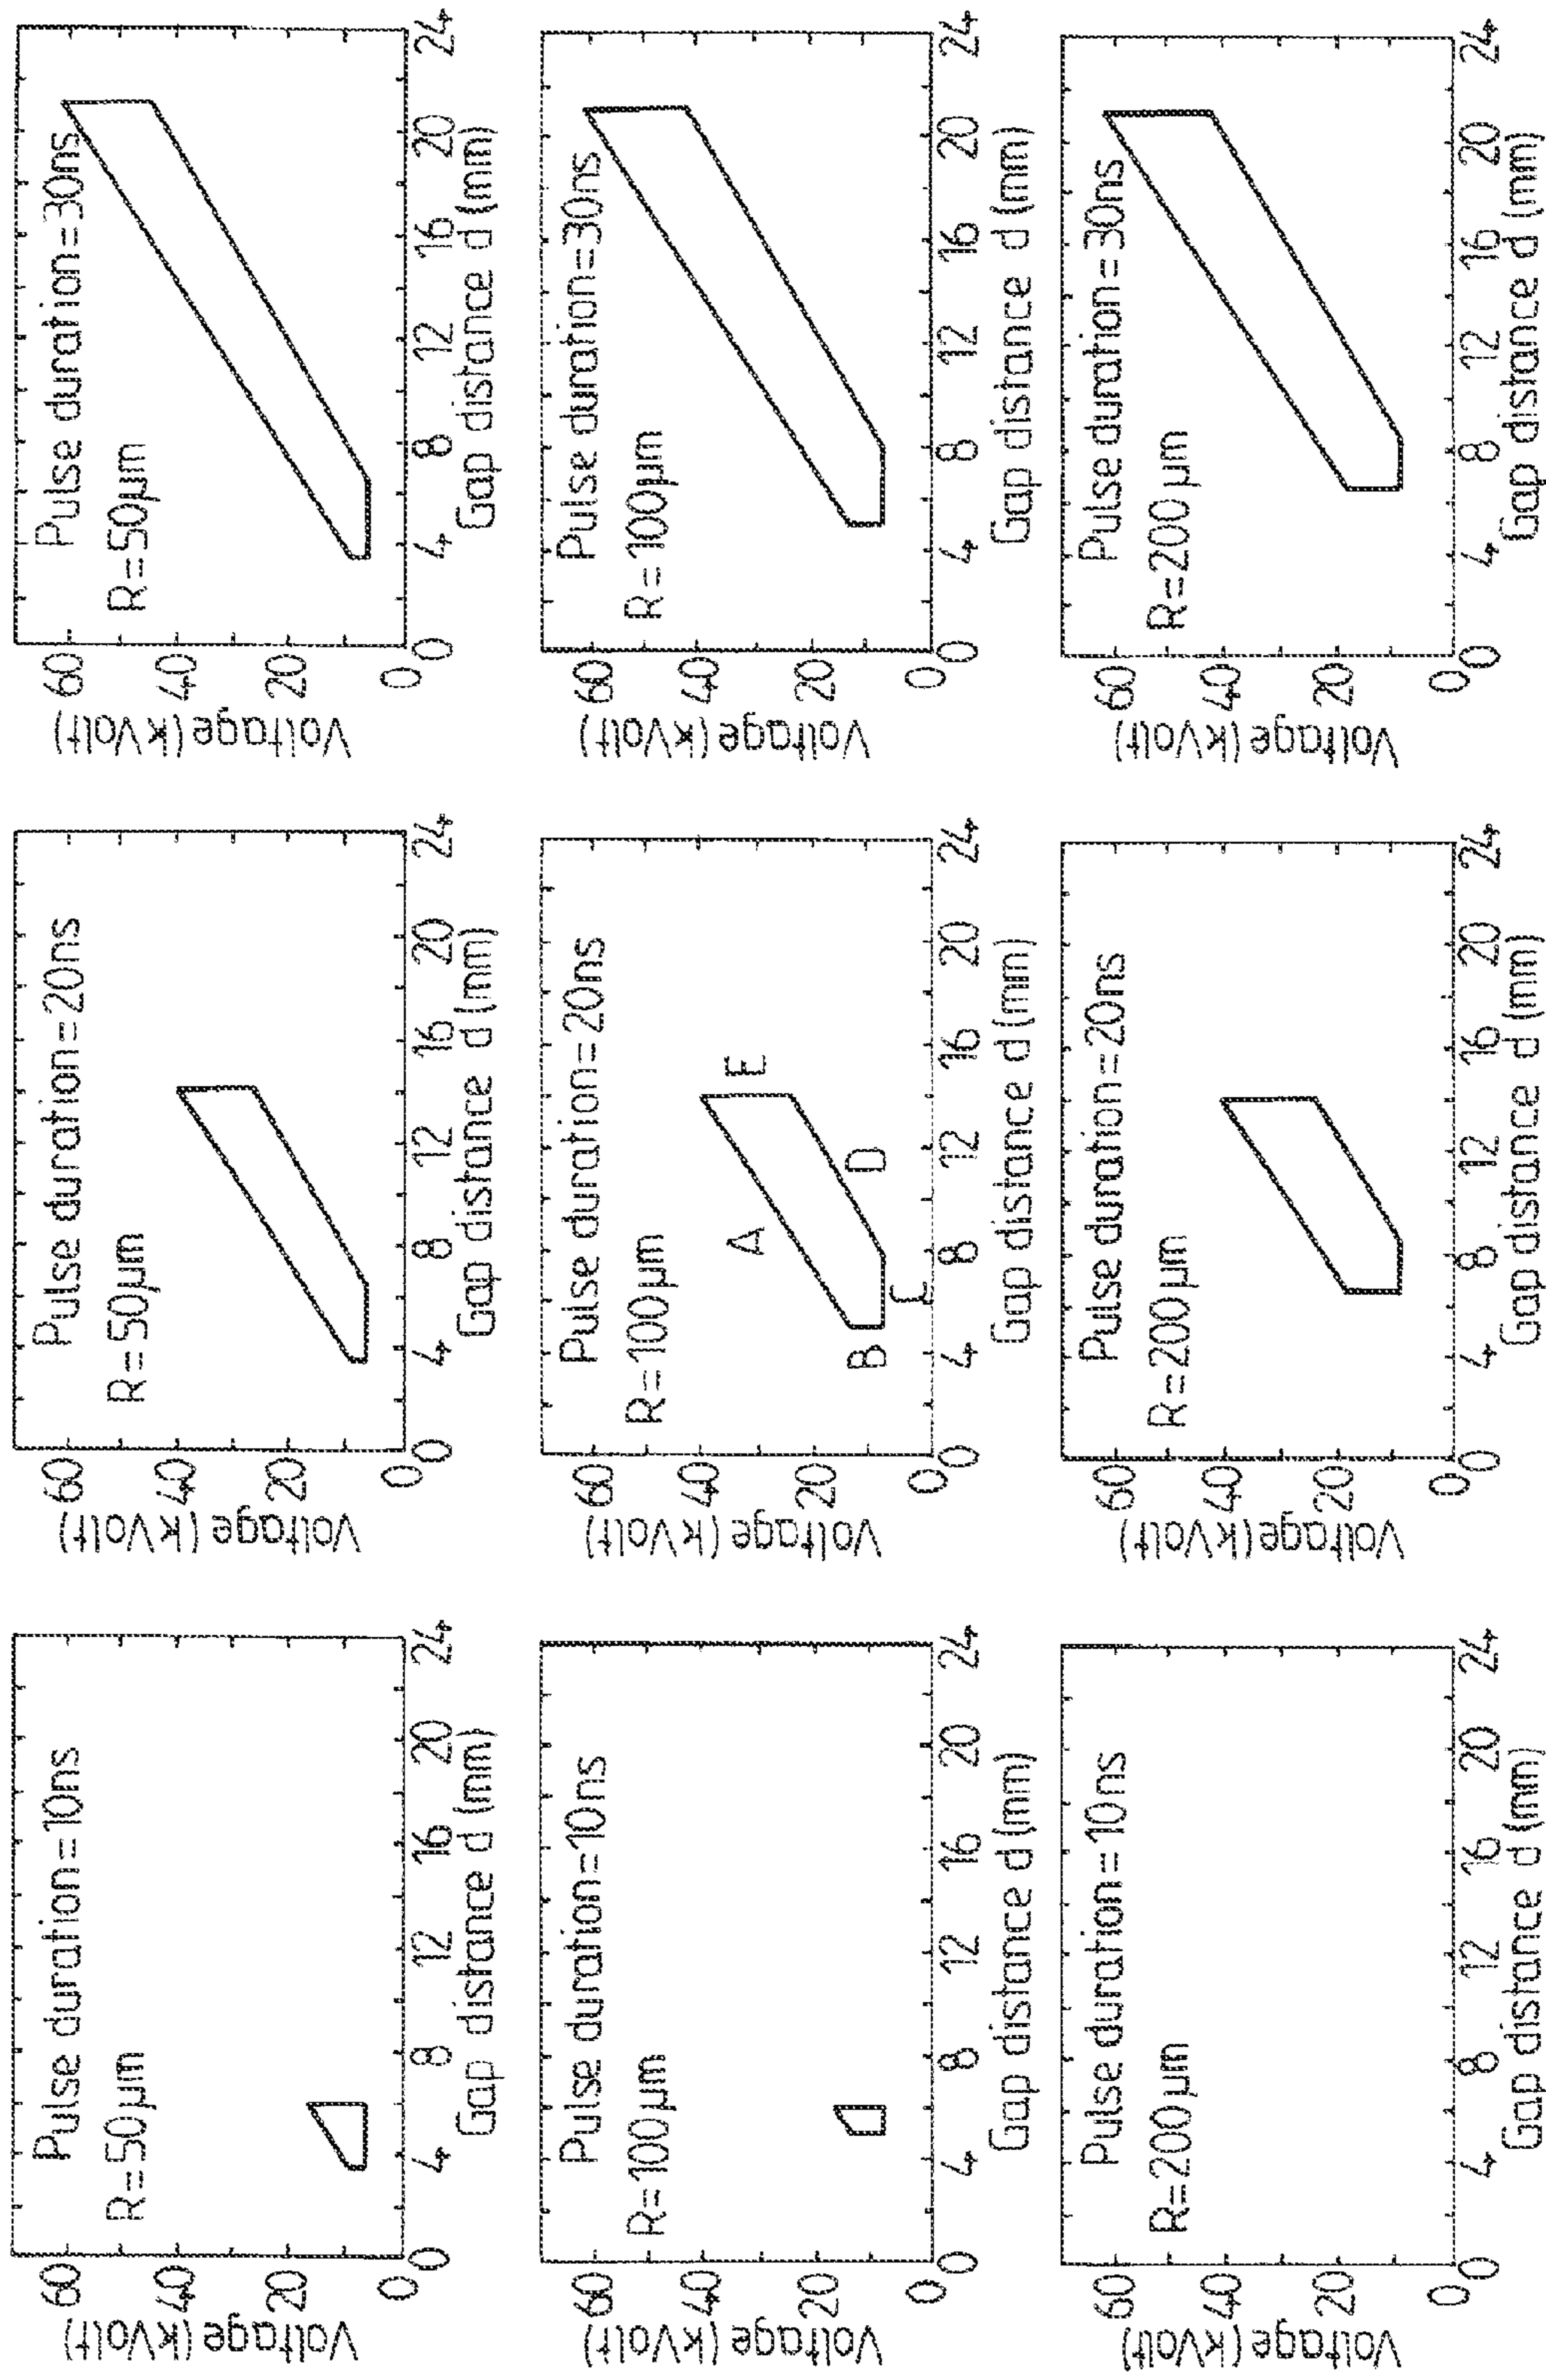 Pulse duration=10ns
R=50µm
Voltage(kVolt)
60
40
20
0
0 4 8 12 16 20 24
Gap distance d (mm)
Pulse duration=20ns
R=50µm
Voltage(kVolt)
60
40
20
0
0 4 8 12 16 20 24
Gap distance d (mm)
Pulse duration=30ns
R=50µm
Voltage(kVolt)
60
40
20
0
0 4 8 12 16 20 24
Gap distance d (mm)
Pulse duration=10ns
R=100µm
Voltage(kVolt)
60
40
20
0
0 4 8 12 16 20 24
Gap distance d (mm)
Pulse duration=20ns
R=100µm
A
E
B
D
C
Voltage(kVolt)
60
40
20
0
0 4 8 12 16 20 24
Gap distance d (mm)
Pulse duration=30ns
R=100µm
Voltage(kVolt)
60
40
20
0
0 4 8 12 16 20 24
Gap distance d (mm)
Pulse duration=10ns
R=200µm
Voltage(kVolt)
60
40
20
0
0 4 8 12 16 20 24
Gap distance d (mm)
Pulse duration=20ns
R=200µm
Voltage(kVolt)
60
40
20
0
0 4 8 12 16 20 24
Gap distance d (mm)
Pulse duration=30ns
R=200µm
Voltage(kVolt)
60
40
20
0
0 4 8 12 16 20 24
Gap distance d (mm)